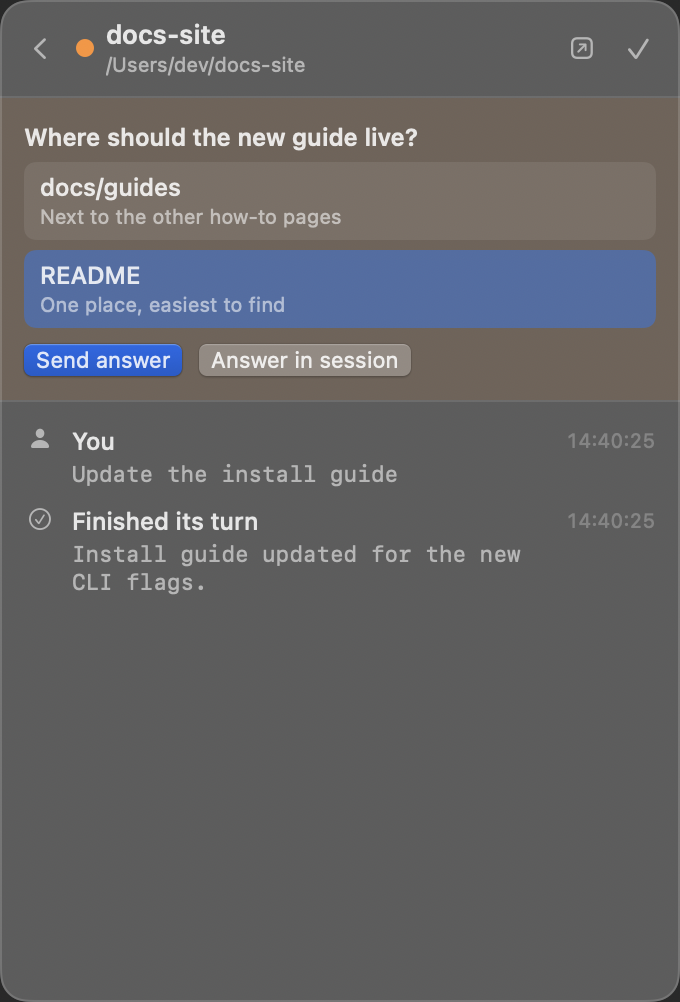 docs-site
/Users/dev/docs-site
Where should the new guide live?
docs/guides
Next to the other how-to pages
README
One place, easiest to find
Send answer
Answer in session
You
14:40:25
Update the install guide
Finished its turn
14:40:25
Install guide updated for the new
CLI flags.